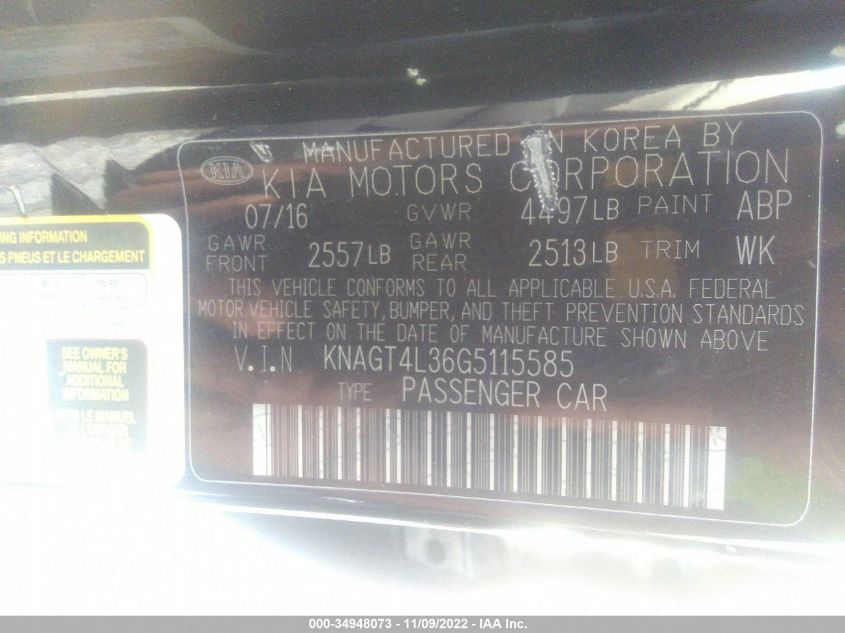 MANUFACTURED IN KOREA BY
KIA KIA MOTORS CORPORATION
07/16 GVWR 4497LB PAINT ABP
GAWR FRONT 2557LB GAWR REAR 2513LB TRIM WK
THIS VEHICLE CONFORMS TO ALL APPLICABLE U.S.A. FEDERAL
MOTOR VEHICLE SAFETY, BUMPER, AND THEFT PREVENTION STANDARDS
IN EFFECT ON THE DATE OF MANUFACTURE SHOWN ABOVE
V.I.N KNAGT4L36G5115585
TYPE PASSENGER CAR
INFORMATION
PNEUS ET LE CHARGEMENT
SEE OWNER'S
MANUAL FOR
ADDITIONAL
INFORMATION
LE MANUEL
000-34948073 - 11/09/2022 - IAA Inc.